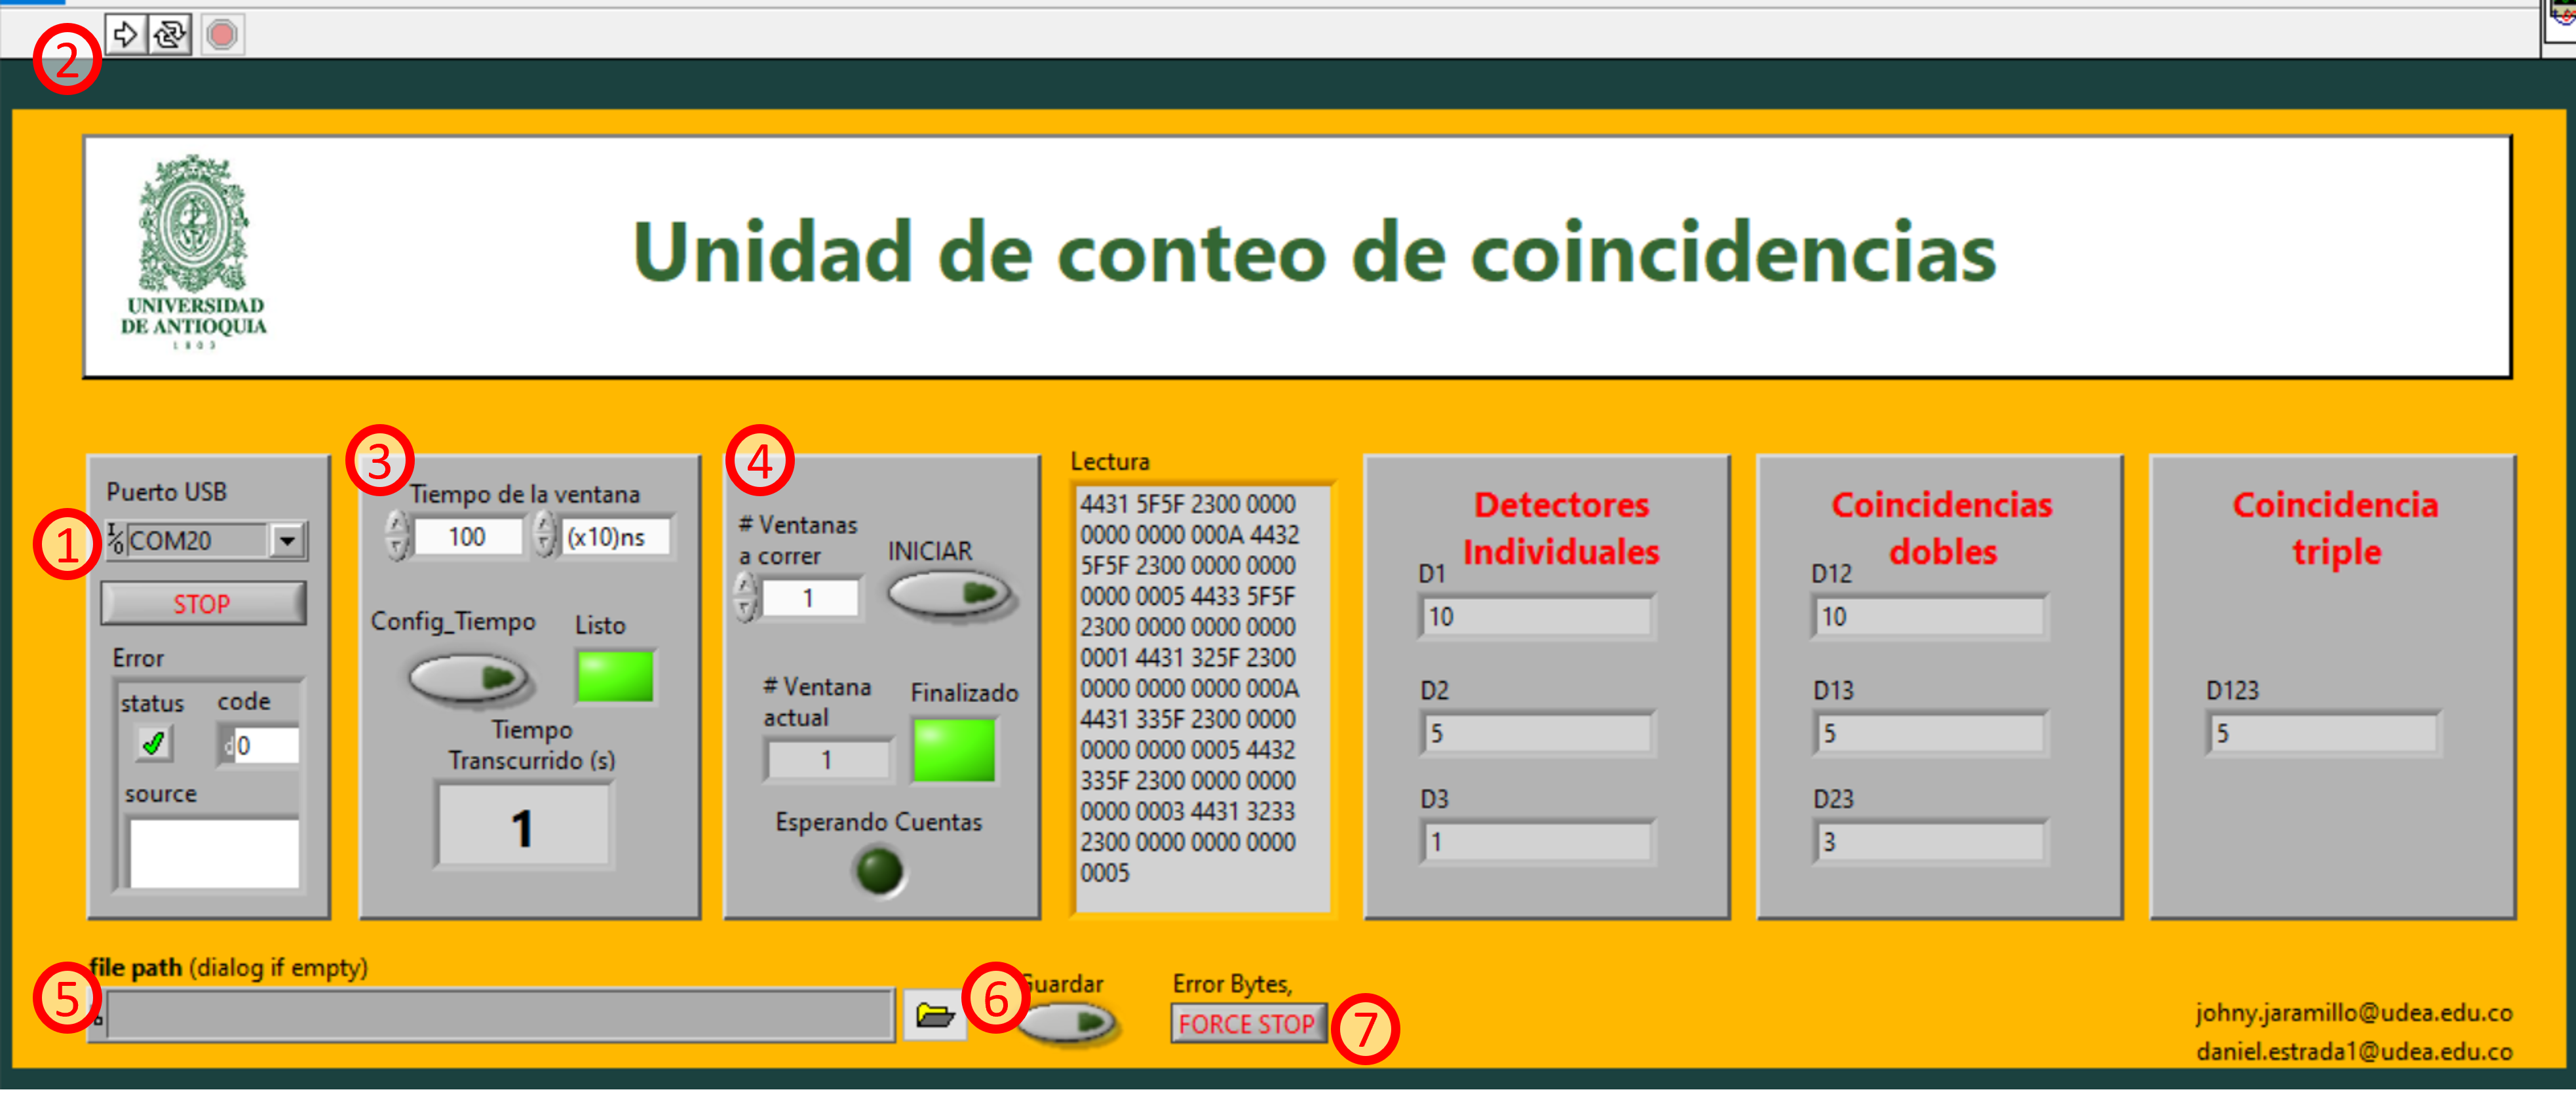 2
UNIVERSIDAD
DE ANTIOQUIA
1803
Unidad de conteo de coincidencias
1
Puerto USB
COM20
STOP
Error
status code
d 0
source
3
Tiempo de la ventana
100 (x10)ns
Config_Tiempo Listo
Tiempo
Transcurrido (s)
1
4
# Ventanas
a correr
INICIAR
1
# Ventana
actual
Finalizado
1
Esperando Cuentas
Lectura
4431 5F5F 2300 0000
0000 0000 000A 4432
5F5F 2300 0000 0000
0000 0005 4433 5F5F
2300 0000 0000 0000
0001 4431 325F 2300
0000 0000 0000 000A
4431 335F 2300 0000
0000 0000 0005 4432
335F 2300 0000 0000
0000 0003 4431 3233
2300 0000 0000 0000
0005
Detectores
Individuales
D1
10
D2
5
D3
1
Coincidencias
dobles
D12
10
D13
5
D23
3
Coincidencia
triple
D123
5
file path (dialog if empty)
5
6
Guardar
Error Bytes,
FORCE STOP
7
johny.jaramillo@udea.edu.co
daniel.estrada1@udea.edu.co